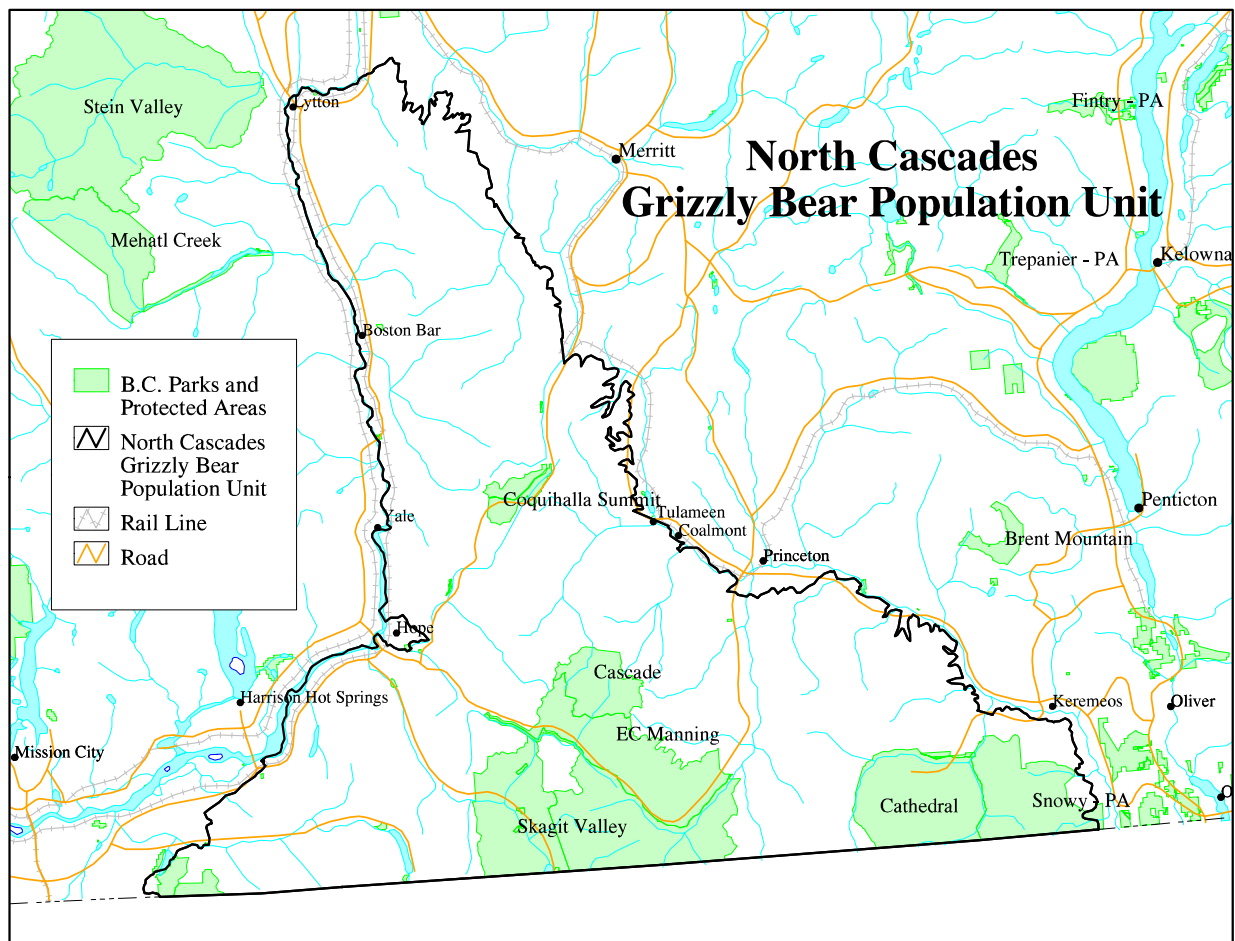 Stein Valley
Lytton
Fintry - PA
Merritt
North Cascades
Grizzly Bear Population Unit
Mehatl Creek
Trepanier - PA
Kelowna
Boston Bar
B.C. Parks and
Protected Areas
North Cascades
Grizzly Bear
Population Unit
Rail Line
Road
Coquihalla Summit
Yale
Tulameen
Coalmont
Princeton
Penticton
Brent Mountain
Hope
Cascade
Harrison Hot Springs
Keremeos
Oliver
EC Manning
Mission City
Skagit Valley
Cathedral
Snowy - PA
O